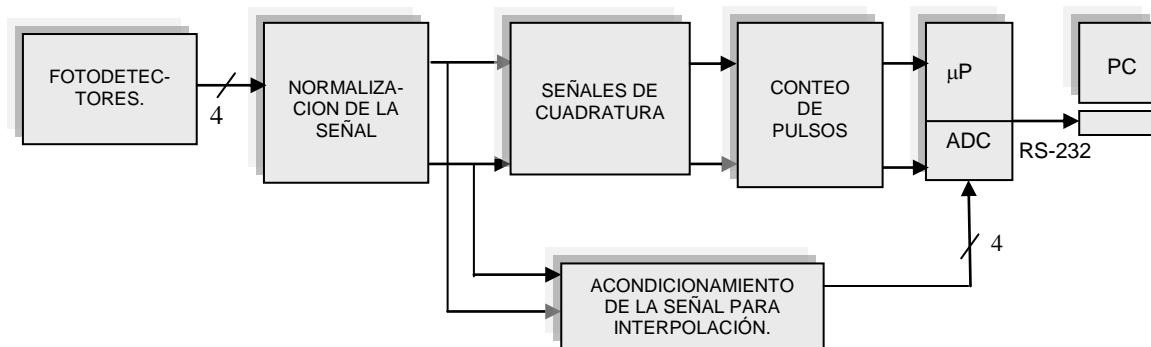 FOTODETEC-
TORES.
4
NORMALIZA-
CION DE LA
SEÑAL
SEÑALES DE
CUADRATURA
CONTEO
DE
PULSOS
µP
ADC
RS-232
PC
4
ACONDICIONAMIENTO
DE LA SEÑAL PARA
INTERPOLACIÓN.